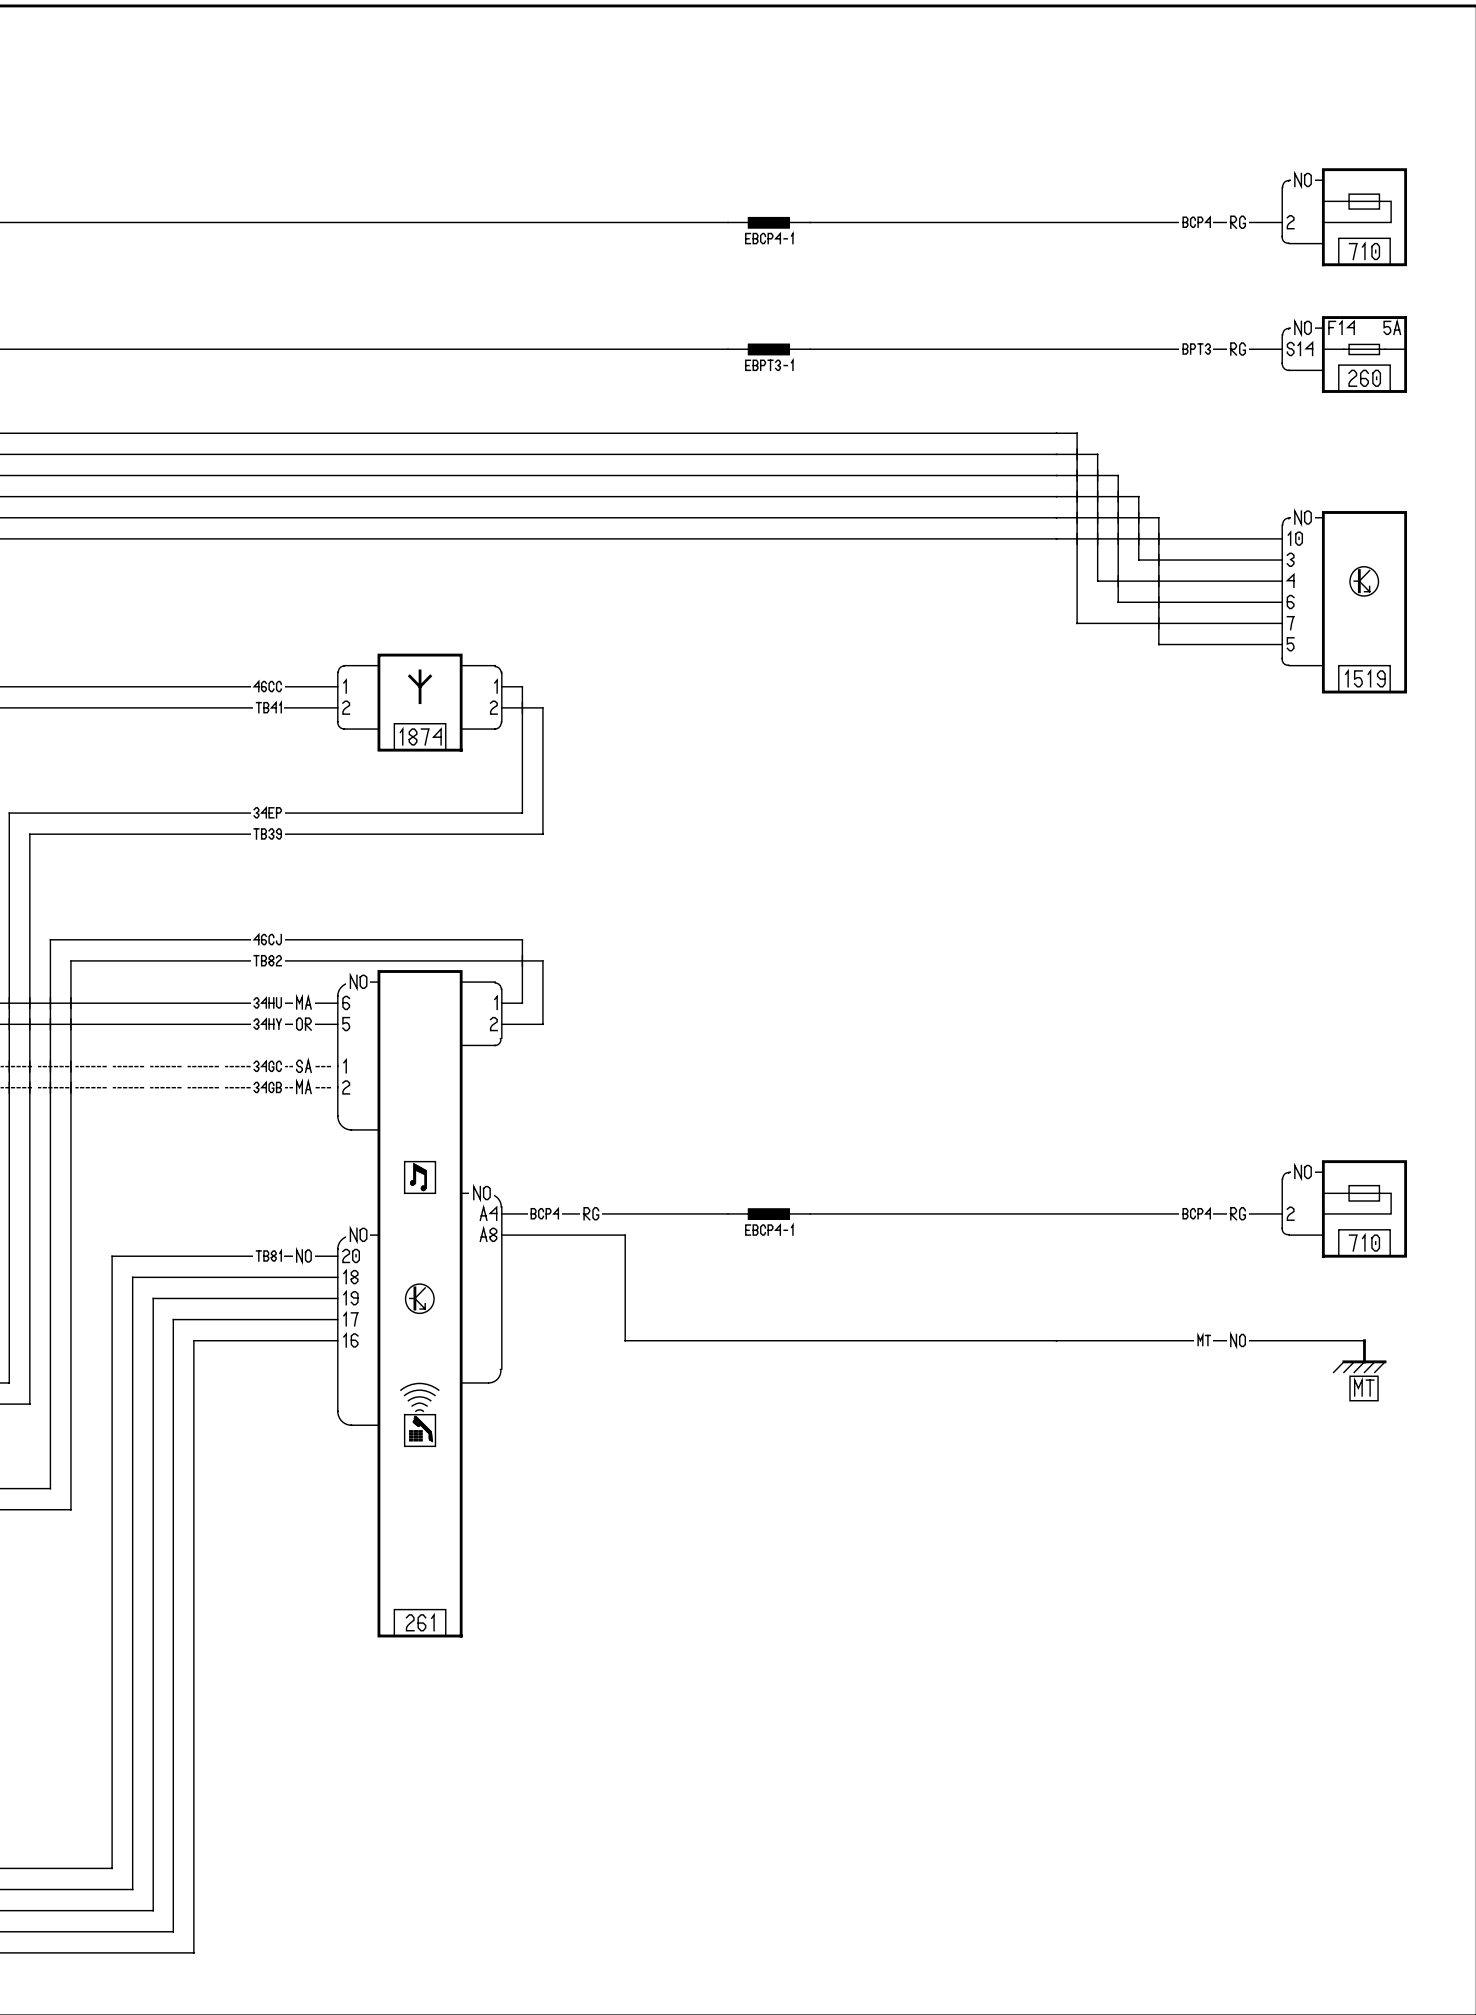 NO
BCP4 RG 2
EBCP4-1
710
NO F14 5A
BPT3 RG S14
EBPT3-1
260
NO
10
3
4
6
7
5
1519
46CC 1 1
TB41 2 2
1874
34EP
TB39
46CJ
TB82
NO
34HU MA 6 1
34HY OR 5 2
34GC SA 1
34GB MA 2
NO NO
A4 BCP4 RG BCP4 RG 2
EBCP4-1
NO A8
710
TB81 NO 20
18
19
17
16
MT NO
MT
261